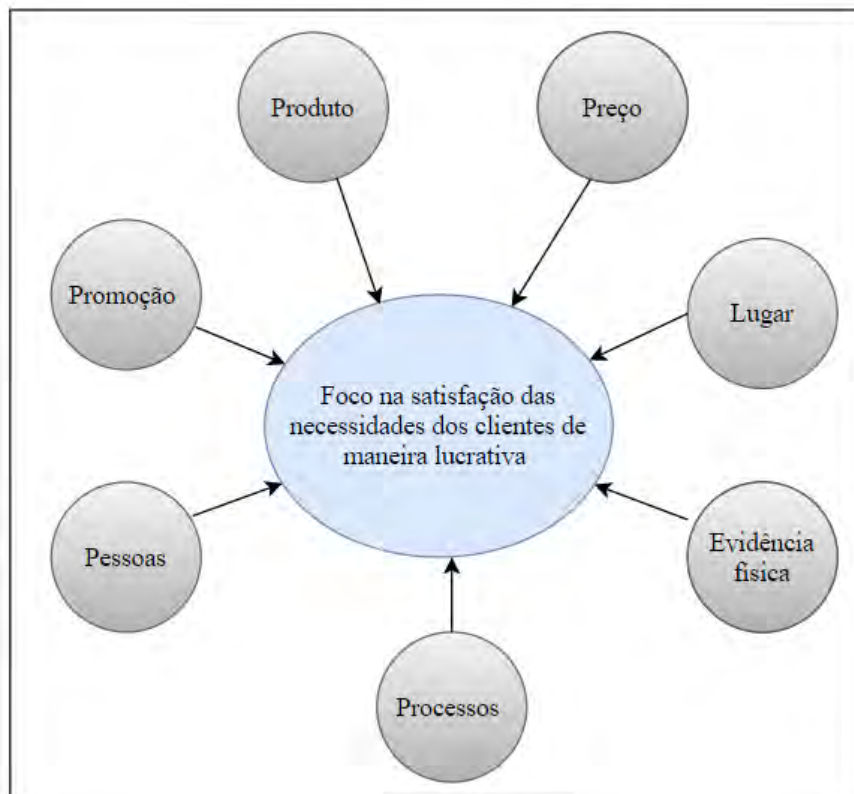 Produto
Preço
Promoção
Lugar
Foco na satisfação das
necessidades dos clientes de
maneira lucrativa
Pessoas
Evidência
física
Processos